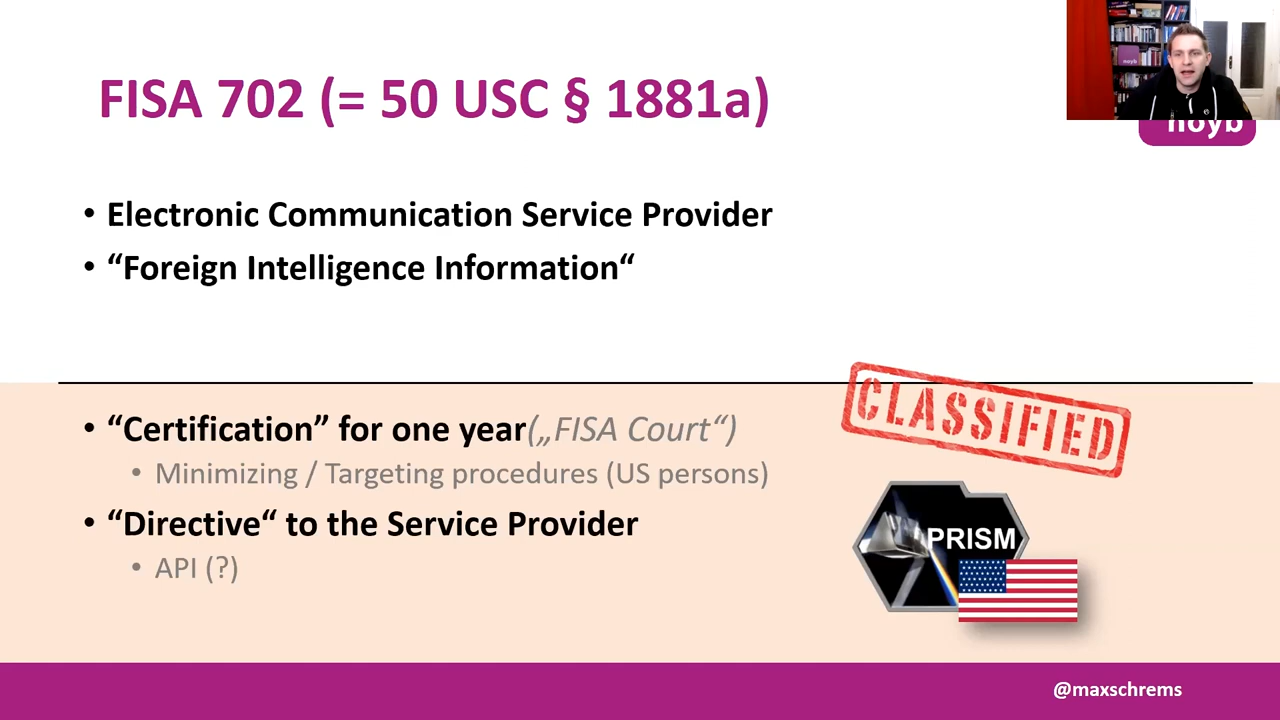 FISA 702 (= 50 USC § 1881a)
noyb
noyb
• Electronic Communication Service Provider
• “Foreign Intelligence Information“
CLASSIFIED
• “Certification” for one year(„FISA Court“)
• Minimizing / Targeting procedures (US persons)
• “Directive“ to the Service Provider
PRISM
• API (?)
@maxschrems